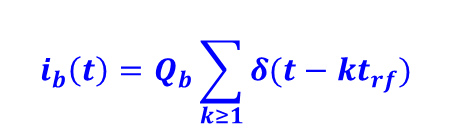 i_b(t) = Q_b ∑_{k≥1} δ(t − kt_{rf})